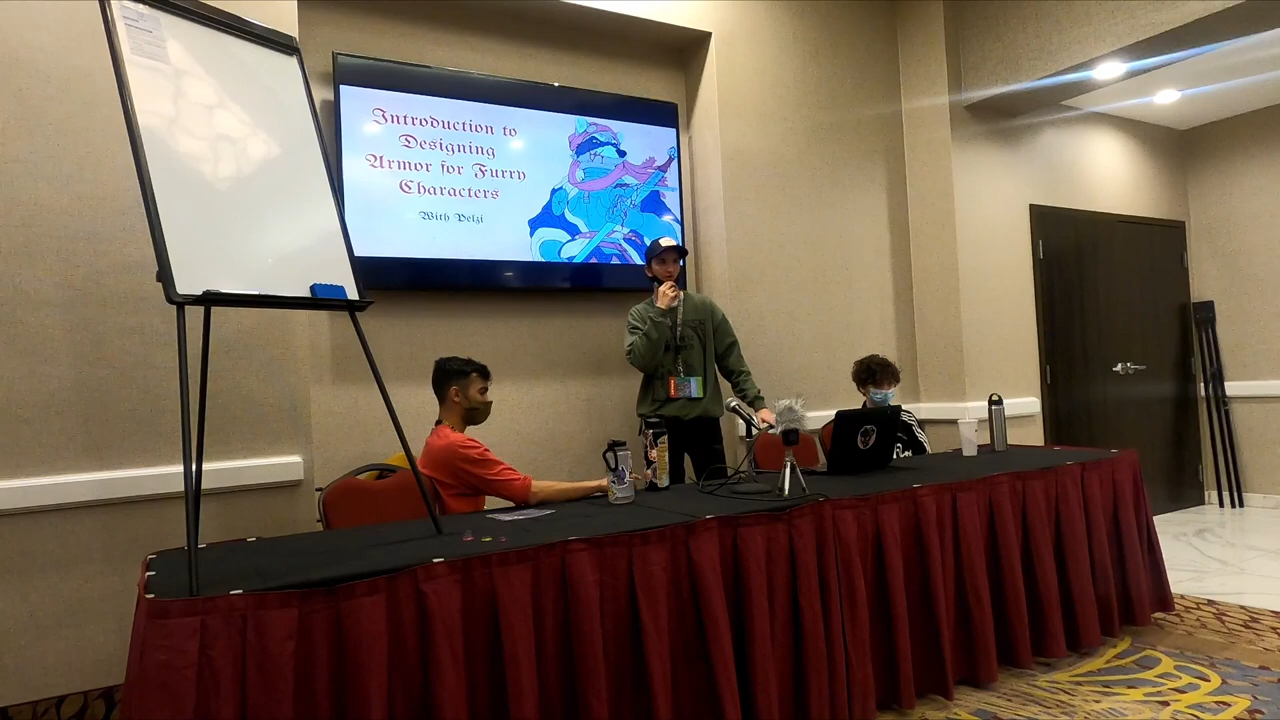 Introduction to
Designing
Armor for Furry
Characters
With Pelzi